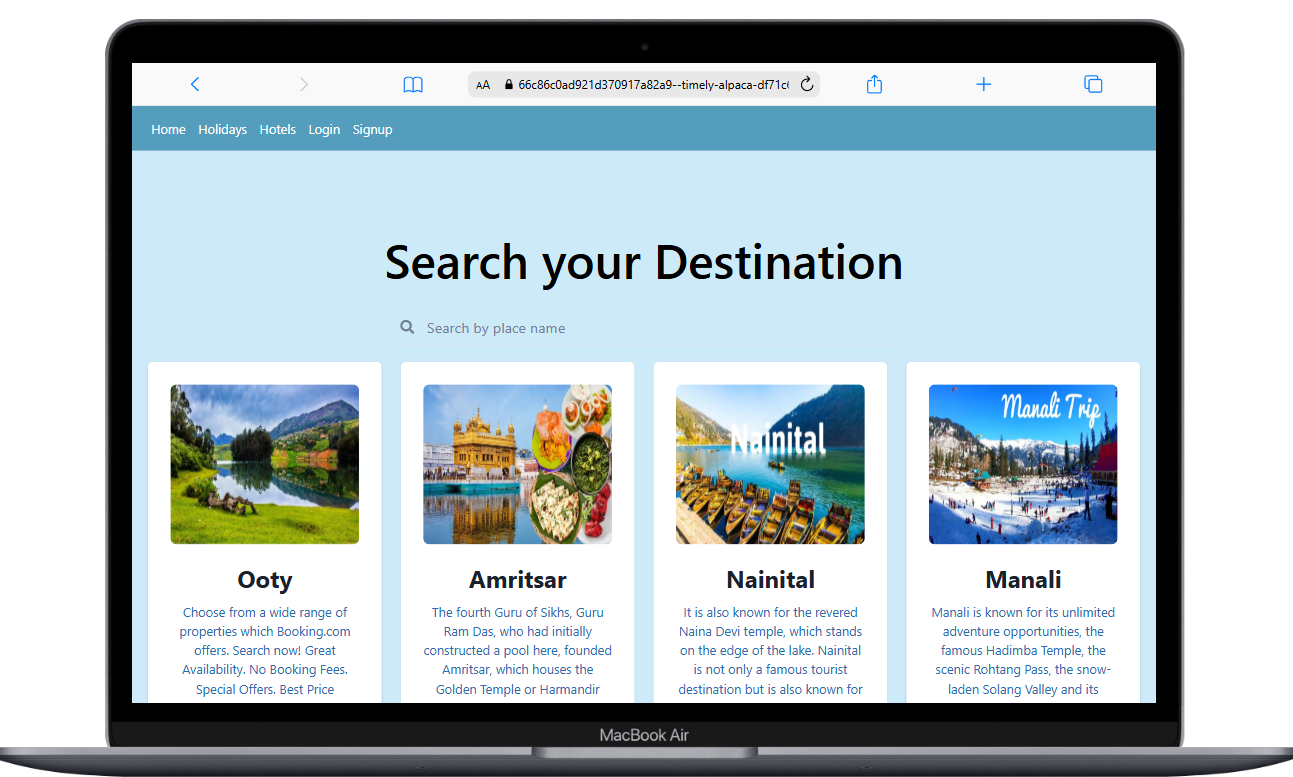 AA 66c86c0ad921d370917a82a9--timely-alpaca-df71c
Home Holidays Hotels Login Signup
Search your Destination
Search by place name
Nainital
Manali Trip
Ooty
Choose from a wide range of
properties which Booking.com
offers. Search now! Great
Availability. No Booking Fees.
Special Offers. Best Price
Amritsar
The fourth Guru of Sikhs, Guru
Ram Das, who had initially
constructed a pool here, founded
Amritsar, which houses the
Golden Temple or Harmandir
Nainital
It is also known for the revered
Naina Devi temple, which stands
on the edge of the lake. Nainital
is not only a famous tourist
destination but is also known for
Manali
Manali is known for its unlimited
adventure opportunities, the
famous Hadimba Temple, the
scenic Rohtang Pass, the snow-
laden Solang Valley and its
MacBook Air